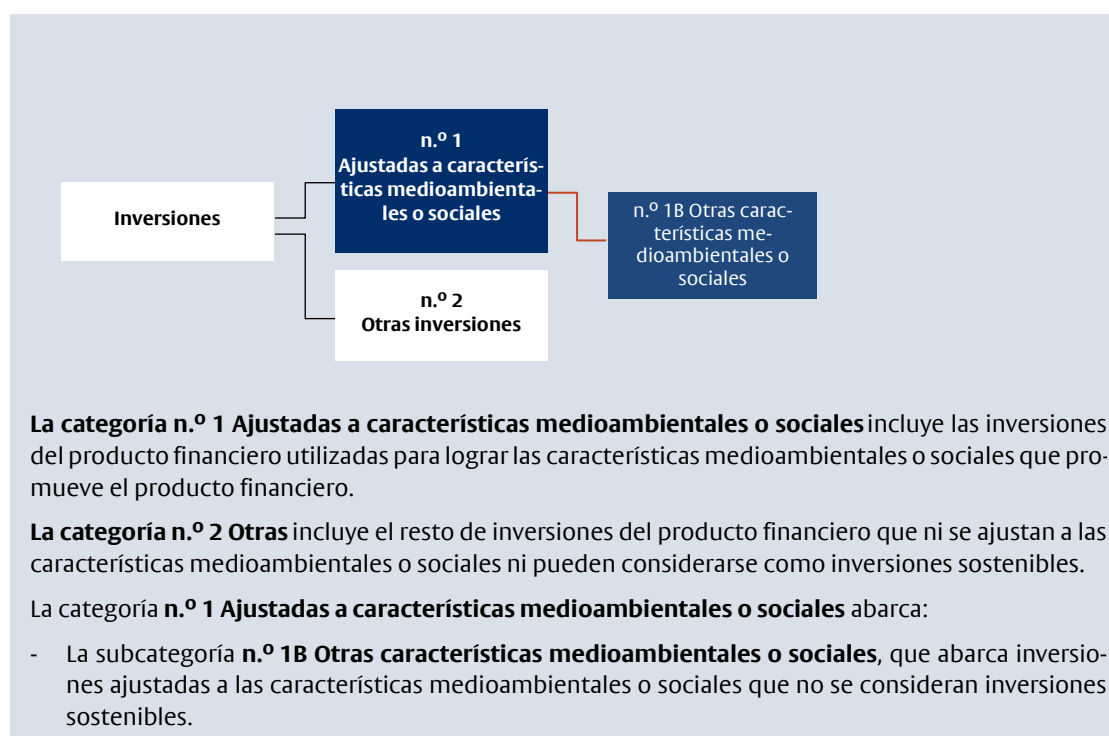 n.º 1
Ajustadas a caracterís-
ticas medioambienta-
les o sociales
Inversiones
n.º 1B Otras carac-
terísticas me-
dioambientales o
sociales
n.º 2
Otras inversiones
La categoría n.º 1 Ajustadas a características medioambientales o sociales incluye las inversiones
del producto financiero utilizadas para lograr las características medioambientales o sociales que pro-
mueve el producto financiero.
La categoría n.º 2 Otras incluye el resto de inversiones del producto financiero que ni se ajustan a las
características medioambientales o sociales ni pueden considerarse como inversiones sostenibles.
La categoría n.º 1 Ajustadas a características medioambientales o sociales abarca:
- La subcategoría n.º 1B Otras características medioambientales o sociales, que abarca inversio-
nes ajustadas a las características medioambientales o sociales que no se consideran inversiones
sostenibles.